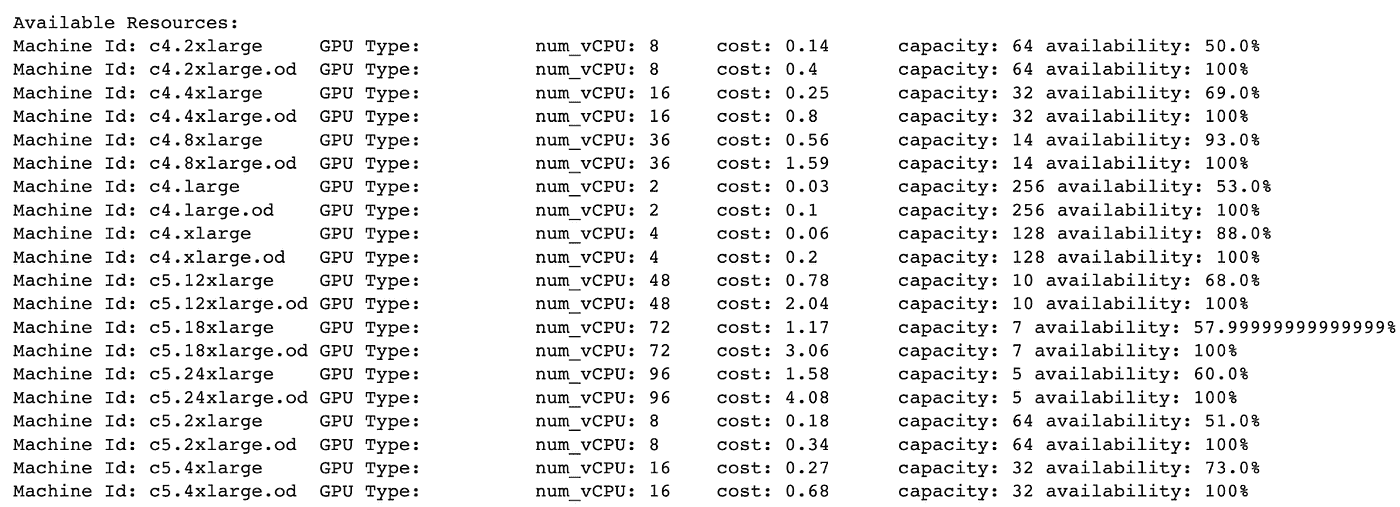 Available Resources:
Machine Id: c4.2xlarge GPU Type: num_vCPU: 8 cost: 0.14 capacity: 64 availability: 50.0%
Machine Id: c4.2xlarge.od GPU Type: num_vCPU: 8 cost: 0.4 capacity: 64 availability: 100%
Machine Id: c4.4xlarge GPU Type: num_vCPU: 16 cost: 0.25 capacity: 32 availability: 69.0%
Machine Id: c4.4xlarge.od GPU Type: num_vCPU: 16 cost: 0.8 capacity: 32 availability: 100%
Machine Id: c4.8xlarge GPU Type: num_vCPU: 36 cost: 0.56 capacity: 14 availability: 93.0%
Machine Id: c4.8xlarge.od GPU Type: num_vCPU: 36 cost: 1.59 capacity: 14 availability: 100%
Machine Id: c4.large GPU Type: num_vCPU: 2 cost: 0.03 capacity: 256 availability: 53.0%
Machine Id: c4.large.od GPU Type: num_vCPU: 2 cost: 0.1 capacity: 256 availability: 100%
Machine Id: c4.xlarge GPU Type: num_vCPU: 4 cost: 0.06 capacity: 128 availability: 88.0%
Machine Id: c4.xlarge.od GPU Type: num_vCPU: 4 cost: 0.2 capacity: 128 availability: 100%
Machine Id: c5.12xlarge GPU Type: num_vCPU: 48 cost: 0.78 capacity: 10 availability: 68.0%
Machine Id: c5.12xlarge.od GPU Type: num_vCPU: 48 cost: 2.04 capacity: 10 availability: 100%
Machine Id: c5.18xlarge GPU Type: num_vCPU: 72 cost: 1.17 capacity: 7 availability: 57.99999999999999%
Machine Id: c5.18xlarge.od GPU Type: num_vCPU: 72 cost: 3.06 capacity: 7 availability: 100%
Machine Id: c5.24xlarge GPU Type: num_vCPU: 96 cost: 1.58 capacity: 5 availability: 60.0%
Machine Id: c5.24xlarge.od GPU Type: num_vCPU: 96 cost: 4.08 capacity: 5 availability: 100%
Machine Id: c5.2xlarge GPU Type: num_vCPU: 8 cost: 0.18 capacity: 64 availability: 51.0%
Machine Id: c5.2xlarge.od GPU Type: num_vCPU: 8 cost: 0.34 capacity: 64 availability: 100%
Machine Id: c5.4xlarge GPU Type: num_vCPU: 16 cost: 0.27 capacity: 32 availability: 73.0%
Machine Id: c5.4xlarge.od GPU Type: num_vCPU: 16 cost: 0.68 capacity: 32 availability: 100%